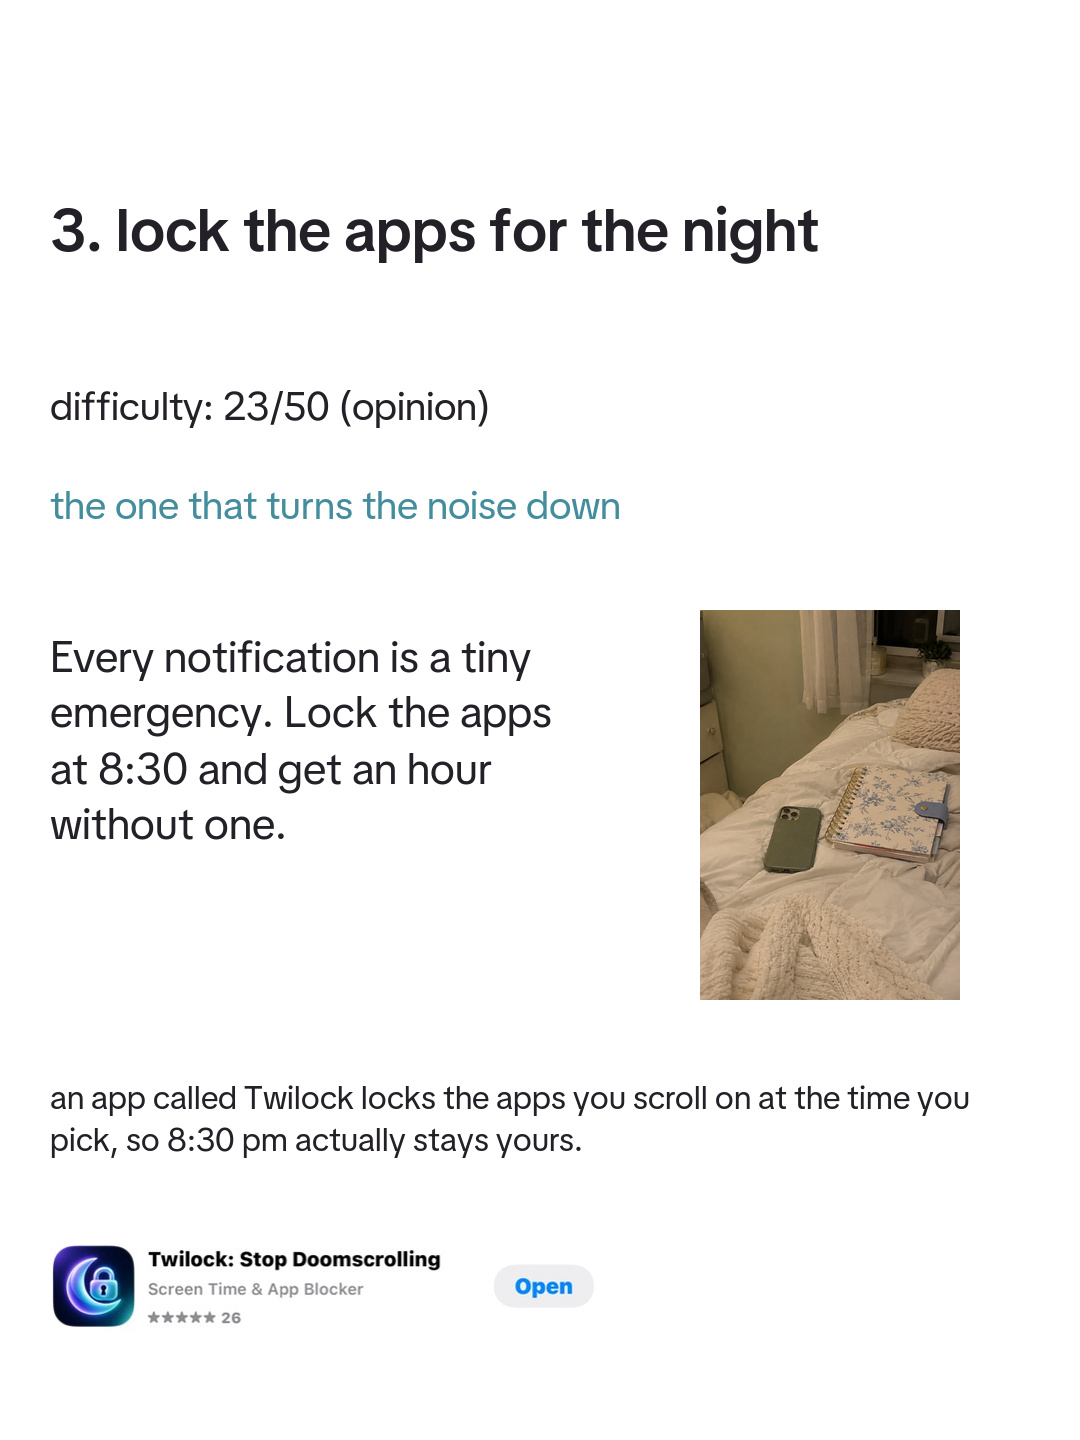 3. lock the apps for the night
difficulty: 23/50 (opinion)
the one that turns the noise down
Every notification is a tiny
emergency. Lock the apps
at 8:30 and get an hour
without one.
an app called Twilock locks the apps you scroll on at the time you
pick, so 8:30 pm actually stays yours.
Twilock: Stop Doomscrolling
Screen Time & App Blocker
★★★★★ 26
Open